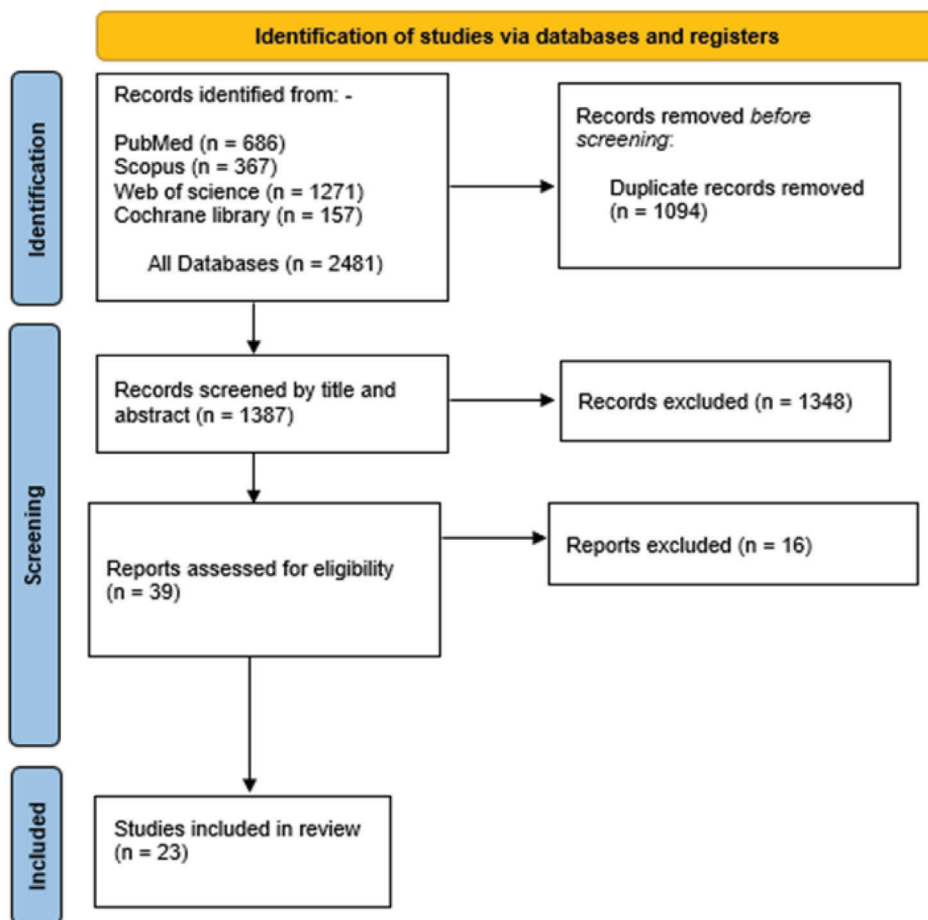 Identification of studies via databases and registers
Identification
Records identified from: -
PubMed (n = 686)
Scopus (n = 367)
Web of science (n = 1271)
Cochrane library (n = 157)
All Databases (n = 2481)
Records removed before
screening:
Duplicate records removed
(n = 1094)
Screening
Records screened by title and
abstract (n = 1387)
Records excluded (n = 1348)
Reports assessed for eligibility
(n = 39)
Reports excluded (n = 16)
Included
Studies included in review
(n = 23)